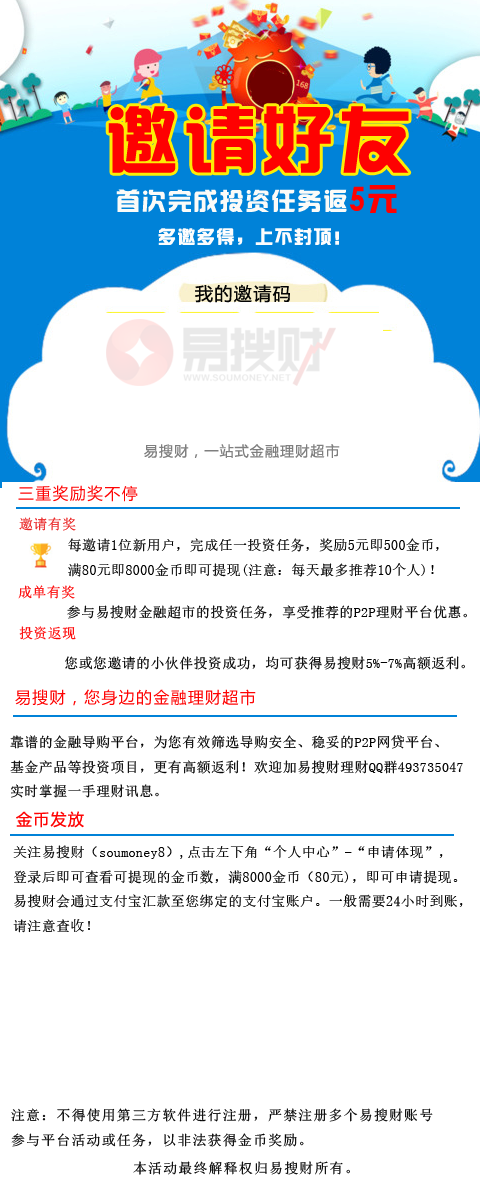 168
邀请好友
首次完成投资任务返5元
多邀多得，上不封顶！
我的邀请码
易搜财
WWW.SOUMONEY.NET
易搜财，一站式金融理财超市
三重奖励奖不停
邀请有奖
每邀请1位新用户，完成任一投资任务，奖励5元即500金币，
满80元即8000金币即可提现(注意：每天最多推荐10个人)！
成单有奖
参与易搜财金融超市的投资任务，享受推荐的P2P理财平台优惠。
投资返现
您或您邀请的小伙伴投资成功，均可获得易搜财5%-7%高额返利。
易搜财，您身边的金融理财超市
靠谱的金融导购平台，为您有效筛选导购安全、稳妥的P2P网贷平台、
基金产品等投资项目，更有高额返利！欢迎加易搜财理财QQ群493735047
实时掌握一手理财讯息。
金币发放
关注易搜财（soumoney8）,点击左下角“个人中心”-“申请体现”，
登录后即可查看可提现的金币数，满8000金币（80元)，即可申请提现。
易搜财会通过支付宝汇款至您绑定的支付宝账户。一般需要24小时到账，
请注意查收！
注意：不得使用第三方软件进行注册，严禁注册多个易搜财账号
参与平台活动或任务，以非法获得金币奖励。
本活动最终解释权归易搜财所有。